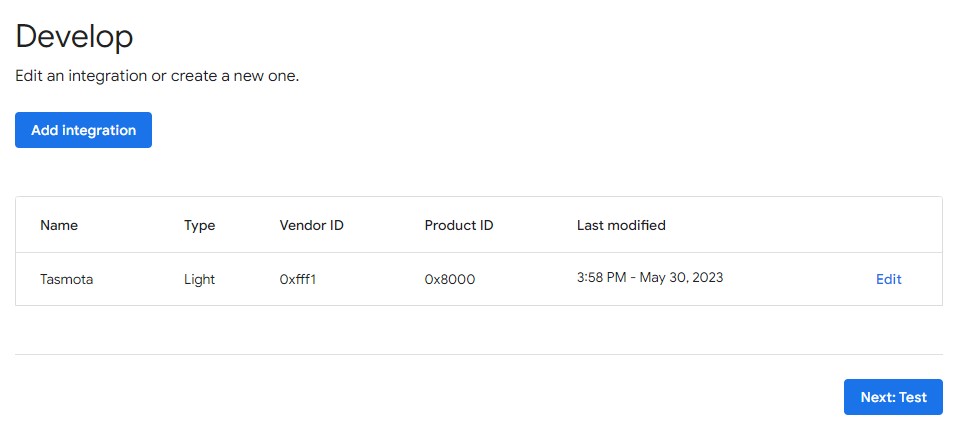 Develop
Edit an integration or create a new one.
Add integration
Name Type Vendor ID Product ID Last modified
Tasmota Light 0xfff1 0x8000 3:58 PM - May 30, 2023 Edit
Next: Test